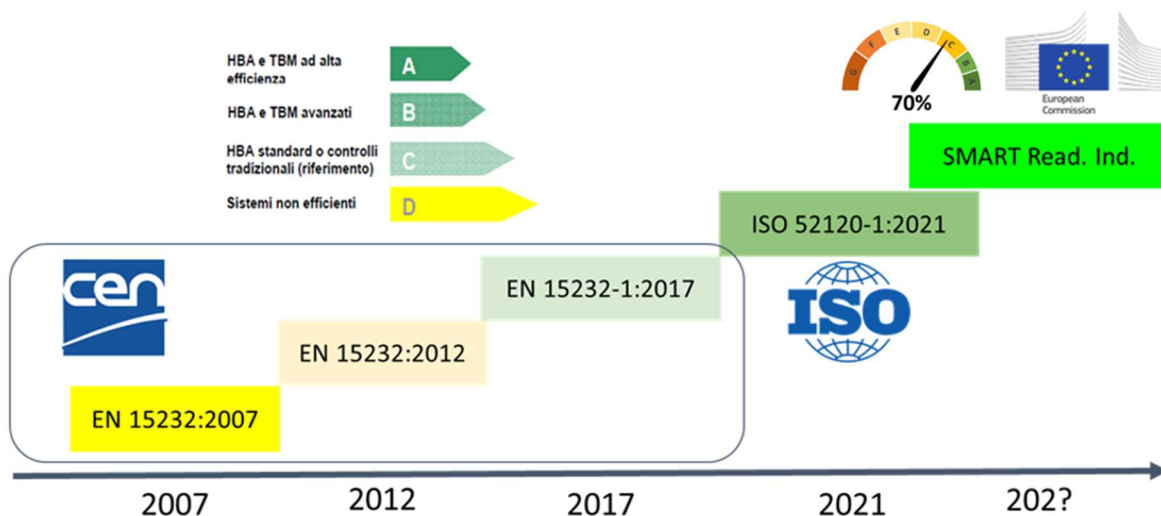 HBA e TBM ad alta
efficienza
A
HBA e TBM avanzati
B
HBA standard o controlli
tradizionali (riferimento)
C
Sistemi non efficienti
D
G
F
E
D
C
B
A
70%
European
Commission
SMART Read. Ind.
ISO 52120-1:2021
cen
EN 15232-1:2017
ISO
EN 15232:2012
EN 15232:2007
2007
2012
2017
2021
202?